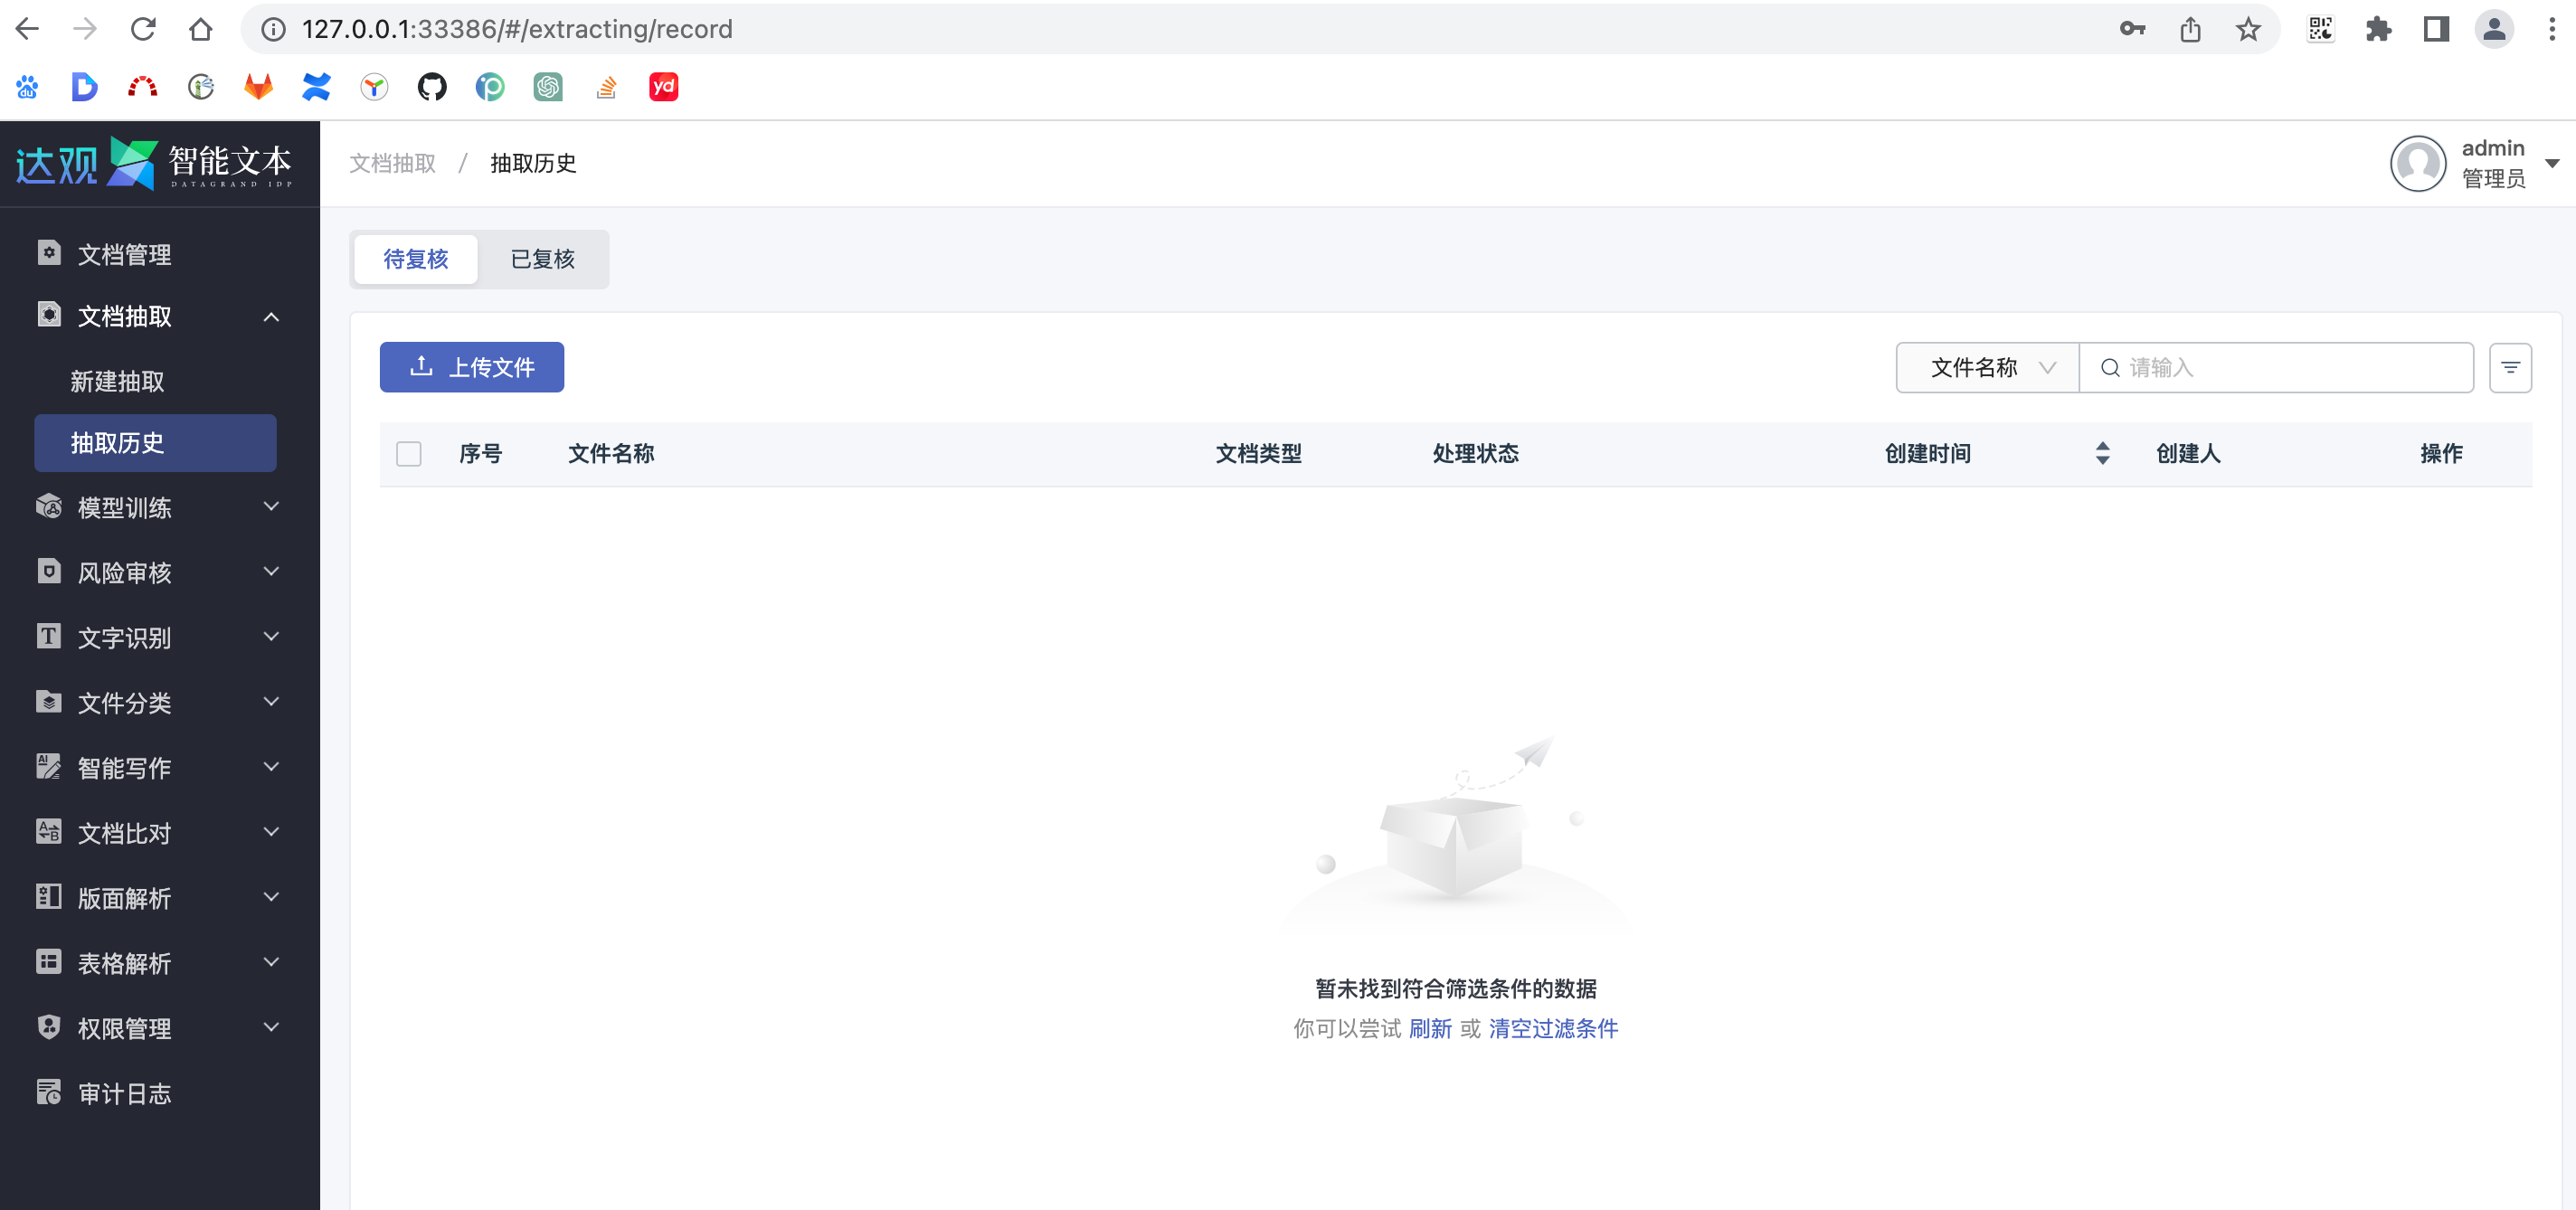 127.0.0.1:33386/#/extracting/record
du
yd
达观 智能文本
DATAGRAND IDP
文档抽取 / 抽取历史
admin
管理员
文档管理
文档抽取
新建抽取
抽取历史
模型训练
风险审核
文字识别
文件分类
智能写作
文档比对
版面解析
表格解析
权限管理
审计日志
待复核 已复核
上传文件
文件名称 请输入
序号 文件名称 文档类型 处理状态 创建时间 创建人 操作
暂未找到符合筛选条件的数据
你可以尝试 刷新 或 清空过滤条件